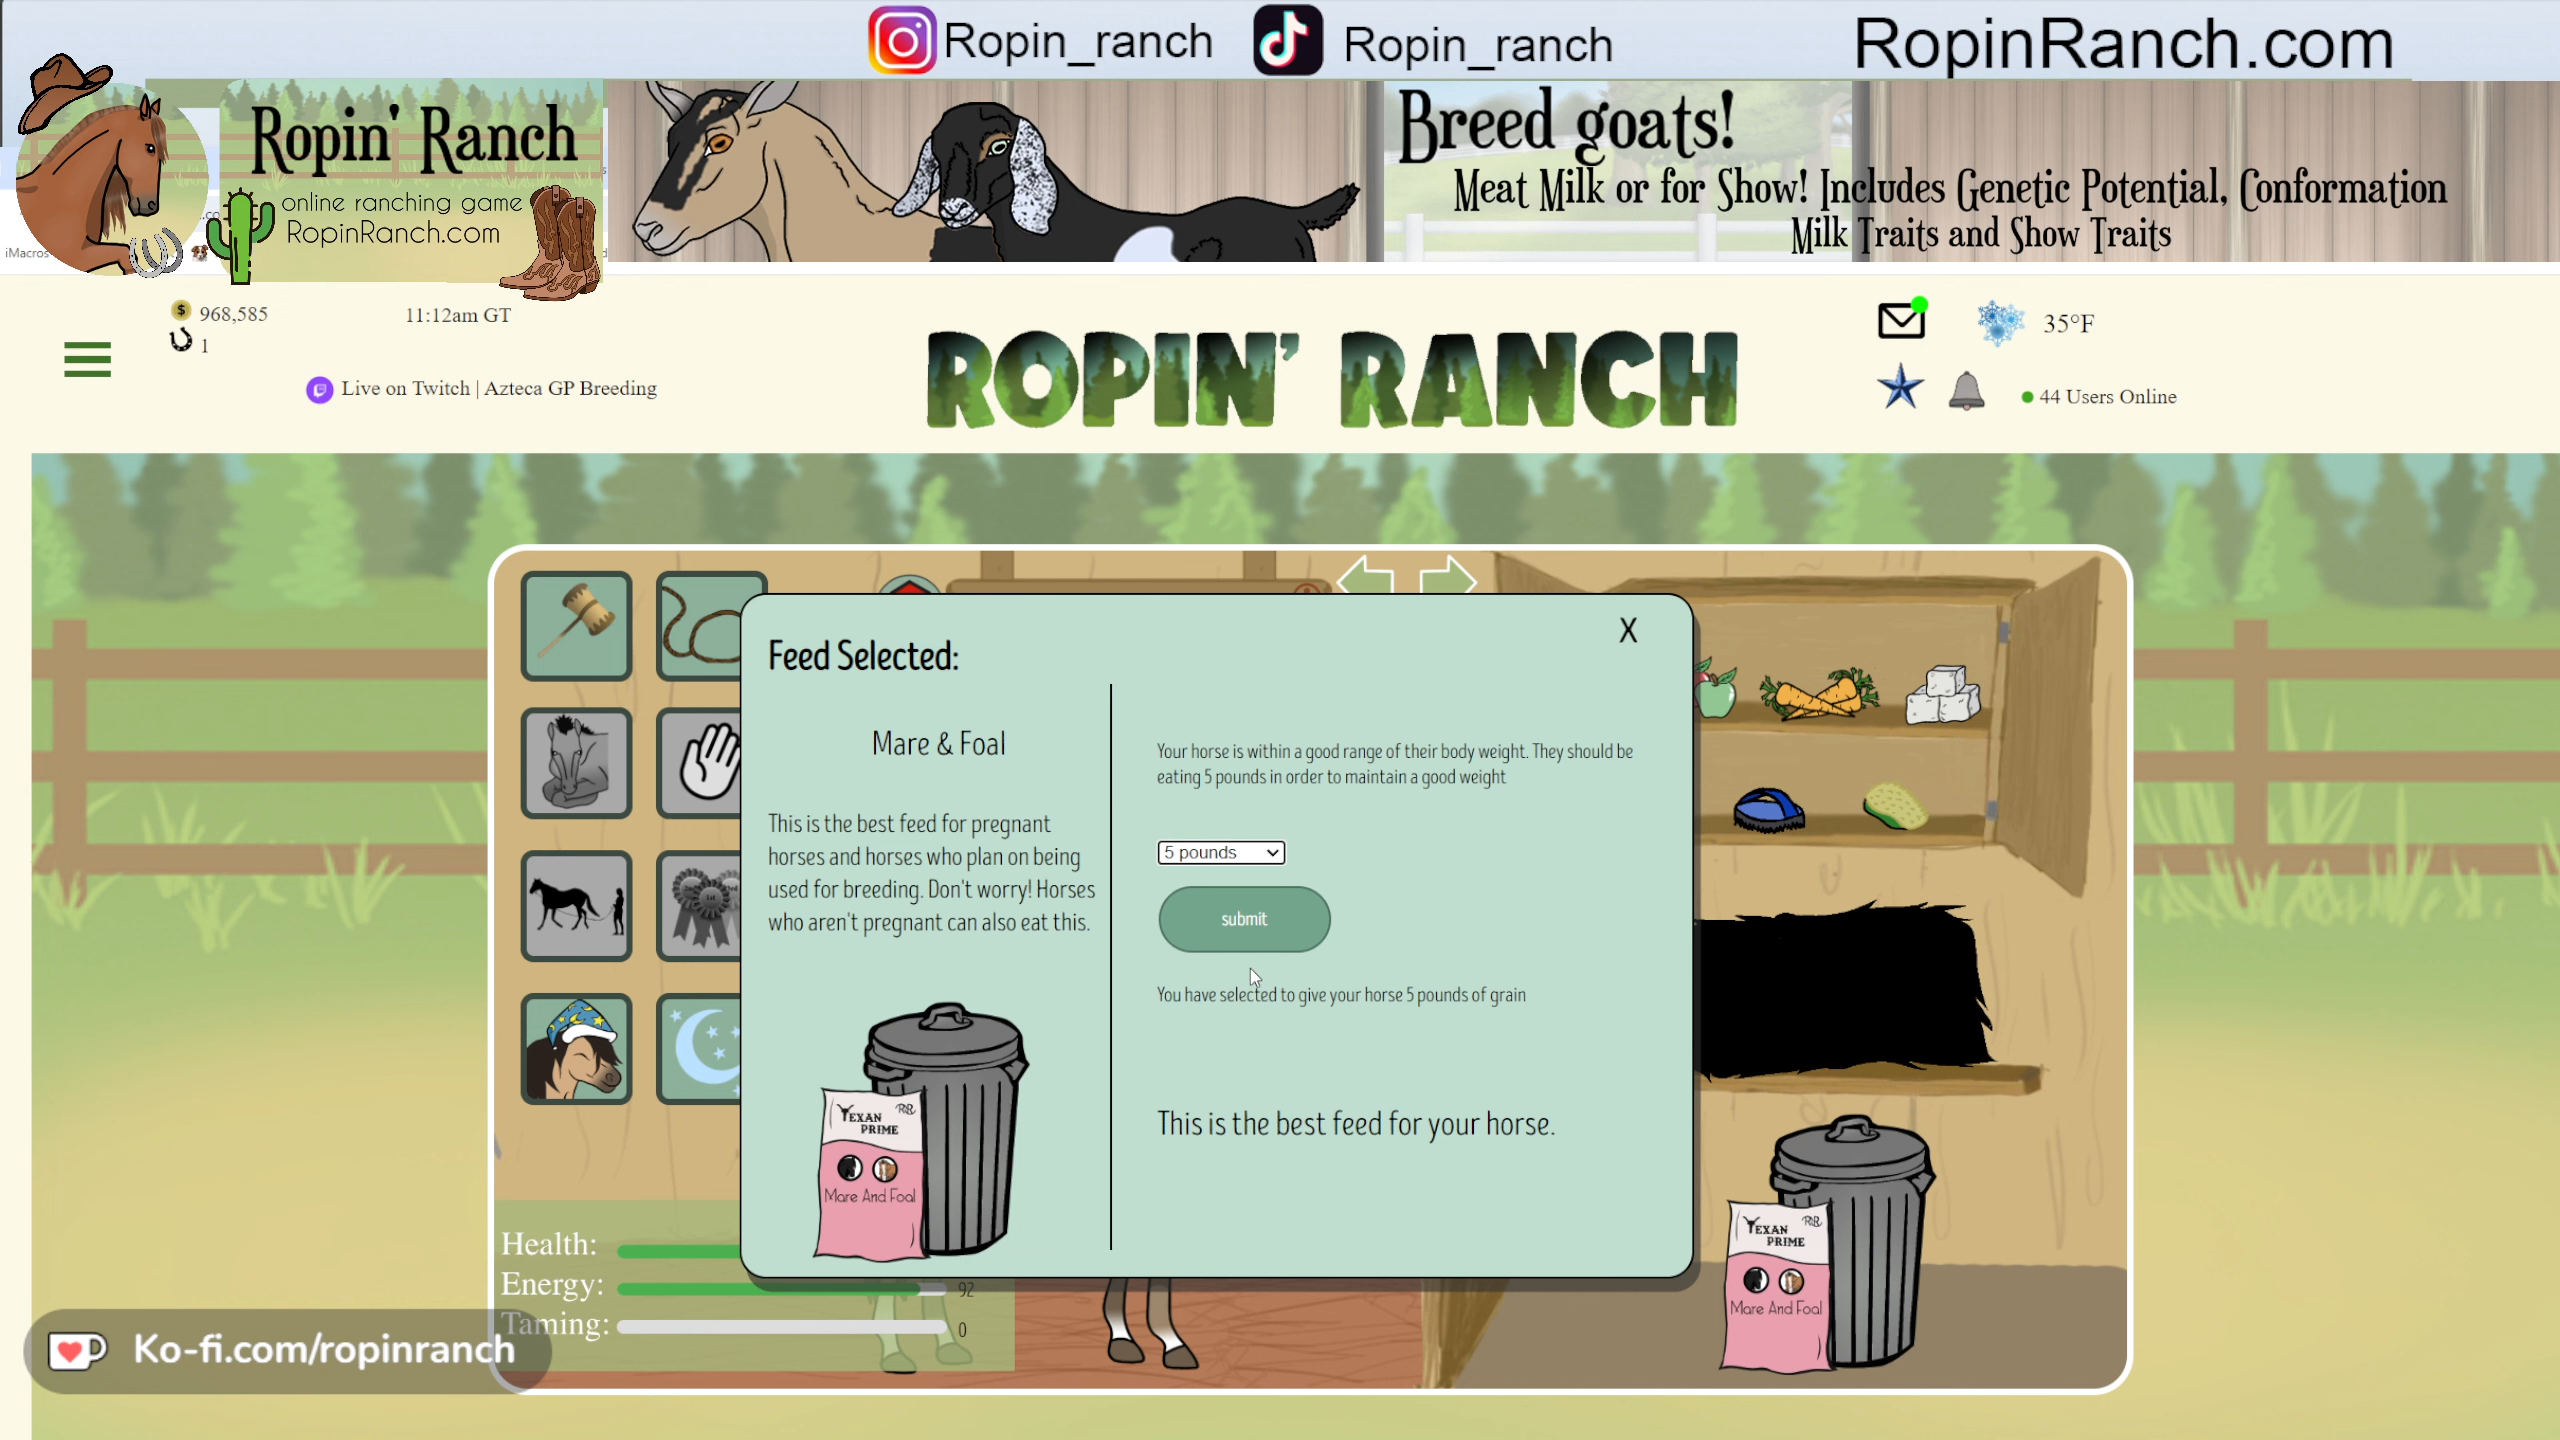 Ropin_ranch
Ropin_ranch
RopinRanch.com
Ropin' Ranch
online ranching game
RopinRanch.com
Breed goats!
Meat Milk or for Show! Includes Genetic Potential, Conformation
Milk Traits and Show Traits
iMacros
968,585
11:12am GT
1
Live on Twitch | Azteca GP Breeding
ROPIN' RANCH
35°F
44 Users Online
Feed Selected:
X
Mare & Foal
This is the best feed for pregnant
horses and horses who plan on being
used for breeding. Don't worry! Horses
who aren't pregnant can also eat this.
Your horse is within a good range of their body weight. They should be
eating 5 pounds in order to maintain a good weight
5 pounds
submit
You have selected to give your horse 5 pounds of grain
This is the best feed for your horse.
TEXAN
PRIME
Mare And Foal
TEXAN
PRIME
Mare And Foal
Health:
Energy:
92
Taming:
0
Ko-fi.com/ropinranch